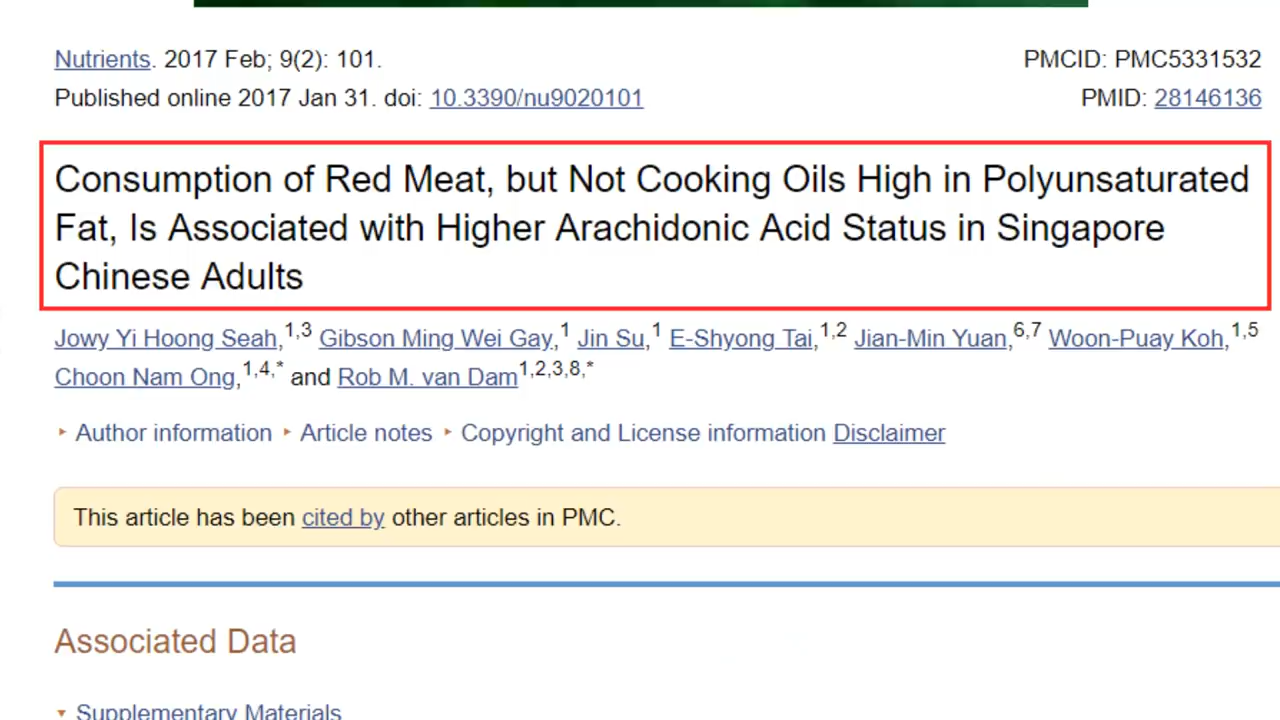 Nutrients. 2017 Feb; 9(2): 101.
PMCID: PMC5331532
Published online 2017 Jan 31. doi: 10.3390/nu9020101
PMID: 28146136
Consumption of Red Meat, but Not Cooking Oils High in Polyunsaturated
Fat, Is Associated with Higher Arachidonic Acid Status in Singapore
Chinese Adults
Jowy Yi Hoong Seah,1,3 Gibson Ming Wei Gay,1 Jin Su,1 E-Shyong Tai,1,2 Jian-Min Yuan,6,7 Woon-Puay Koh,1,5
Choon Nam Ong,1,4,* and Rob M. van Dam1,2,3,8,*
▸ Author information ▸ Article notes ▸ Copyright and License information Disclaimer
This article has been cited by other articles in PMC.
Associated Data
▾ Supplementary Materials